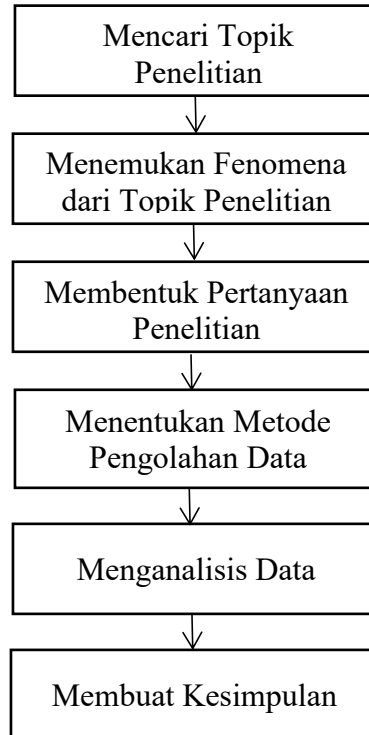 Mencari Topik
Penelitian
Menemukan Fenomena
dari Topik Penelitian
Membentuk Pertanyaan
Penelitian
Menentukan Metode
Pengolahan Data
Menganalisis Data
Membuat Kesimpulan